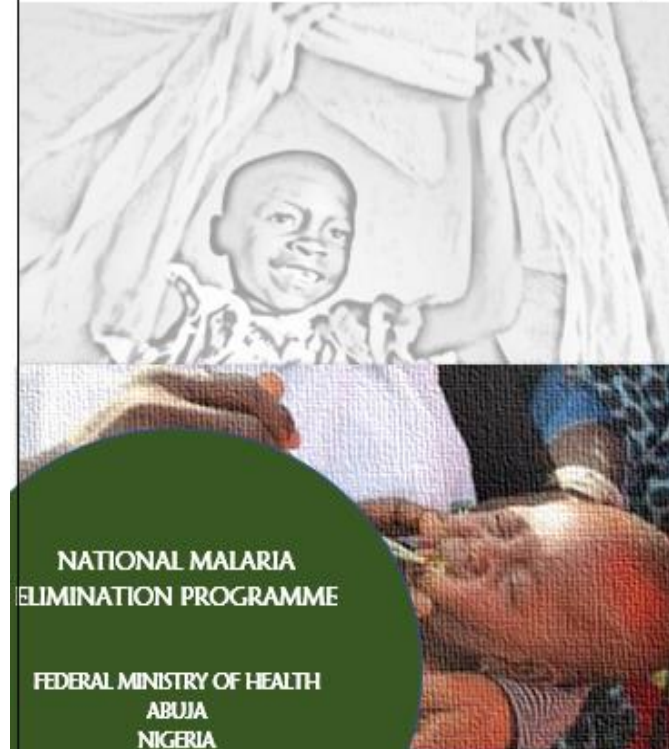 NATIONAL MALARIA
ELIMINATION PROGRAMME
FEDERAL MINISTRY OF HEALTH
ABUJA
NIGERIA